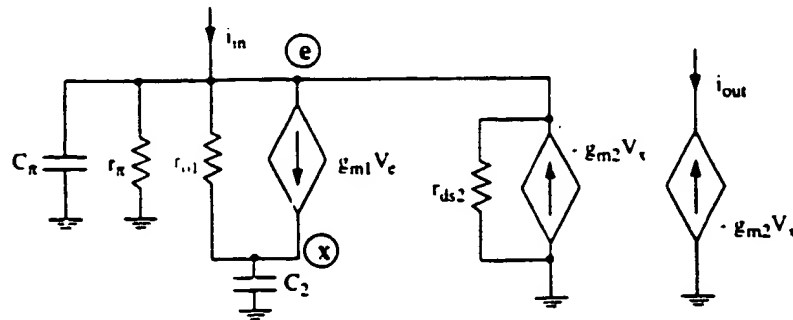 i_in
e
i_out
C_π
r_π
g_m1 V_e
r_ds2
- g_m2 V_x
x
C_2
- g_m2 V_x